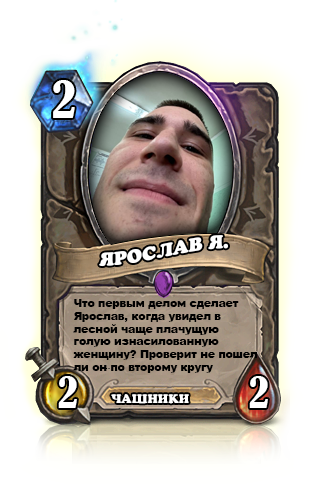 2
ЯРОСЛАВ Я.
Что первым делом сделает
Ярослав, когда увидел в
лесной чаще плачущую
голую изнасилованную
женщину? Проверит не пошел
ли он по второму кругу
2
ЧАШНИКИ
2